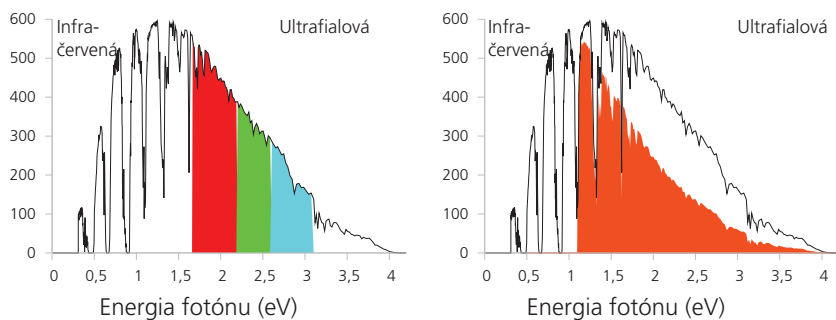 600
500
400
300
200
100
0
Infra-
červená
Ultrafialová
0 0,5 1 1,5 2 2,5 3 3,5 4
Energia fotónu (eV)
600
500
400
300
200
100
0
Infra-
červená
Ultrafialová
0 0,5 1 1,5 2 2,5 3 3,5 4
Energia fotónu (eV)